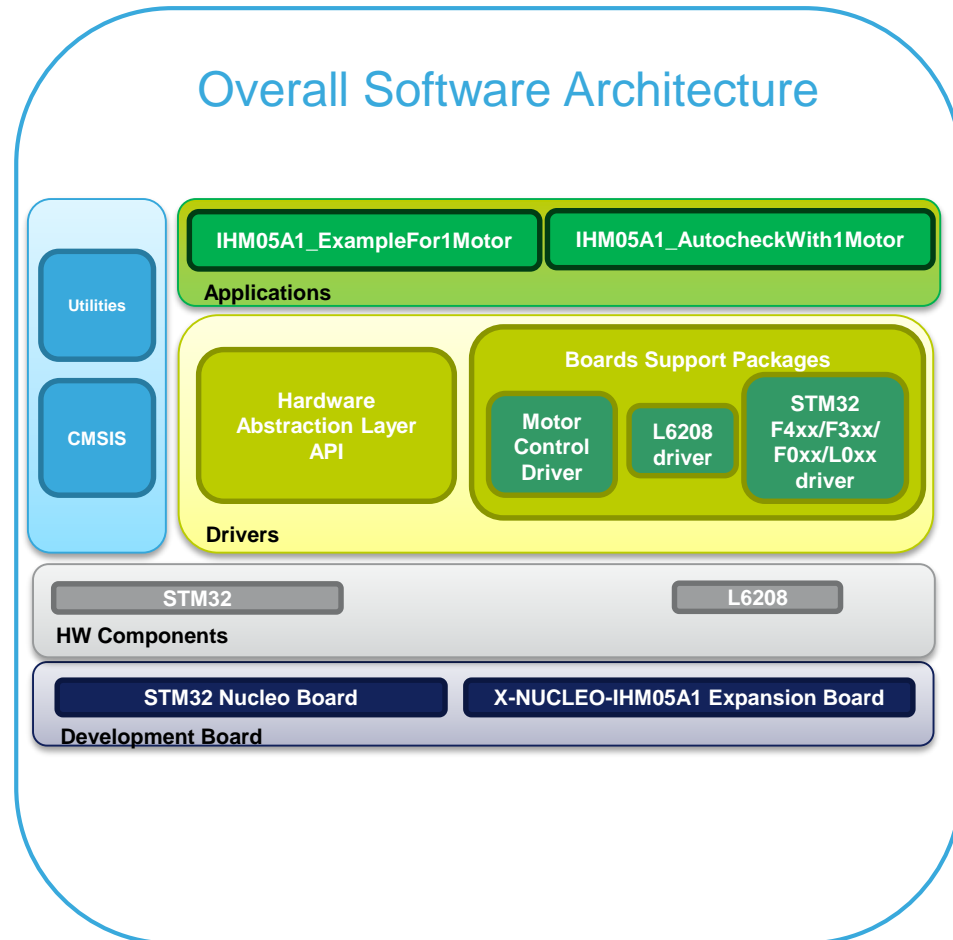 Overall Software Architecture
IHM05A1_ExampleFor1Motor
IHM05A1_AutocheckWith1Motor
Applications
Utilities
CMSIS
Hardware
Abstraction Layer
API
Boards Support Packages
Motor
Control
Driver
L6208
driver
STM32
F4xx/F3xx/
F0xx/L0xx
driver
Drivers
STM32
L6208
HW Components
STM32 Nucleo Board
X-NUCLEO-IHM05A1 Expansion Board
Development Board